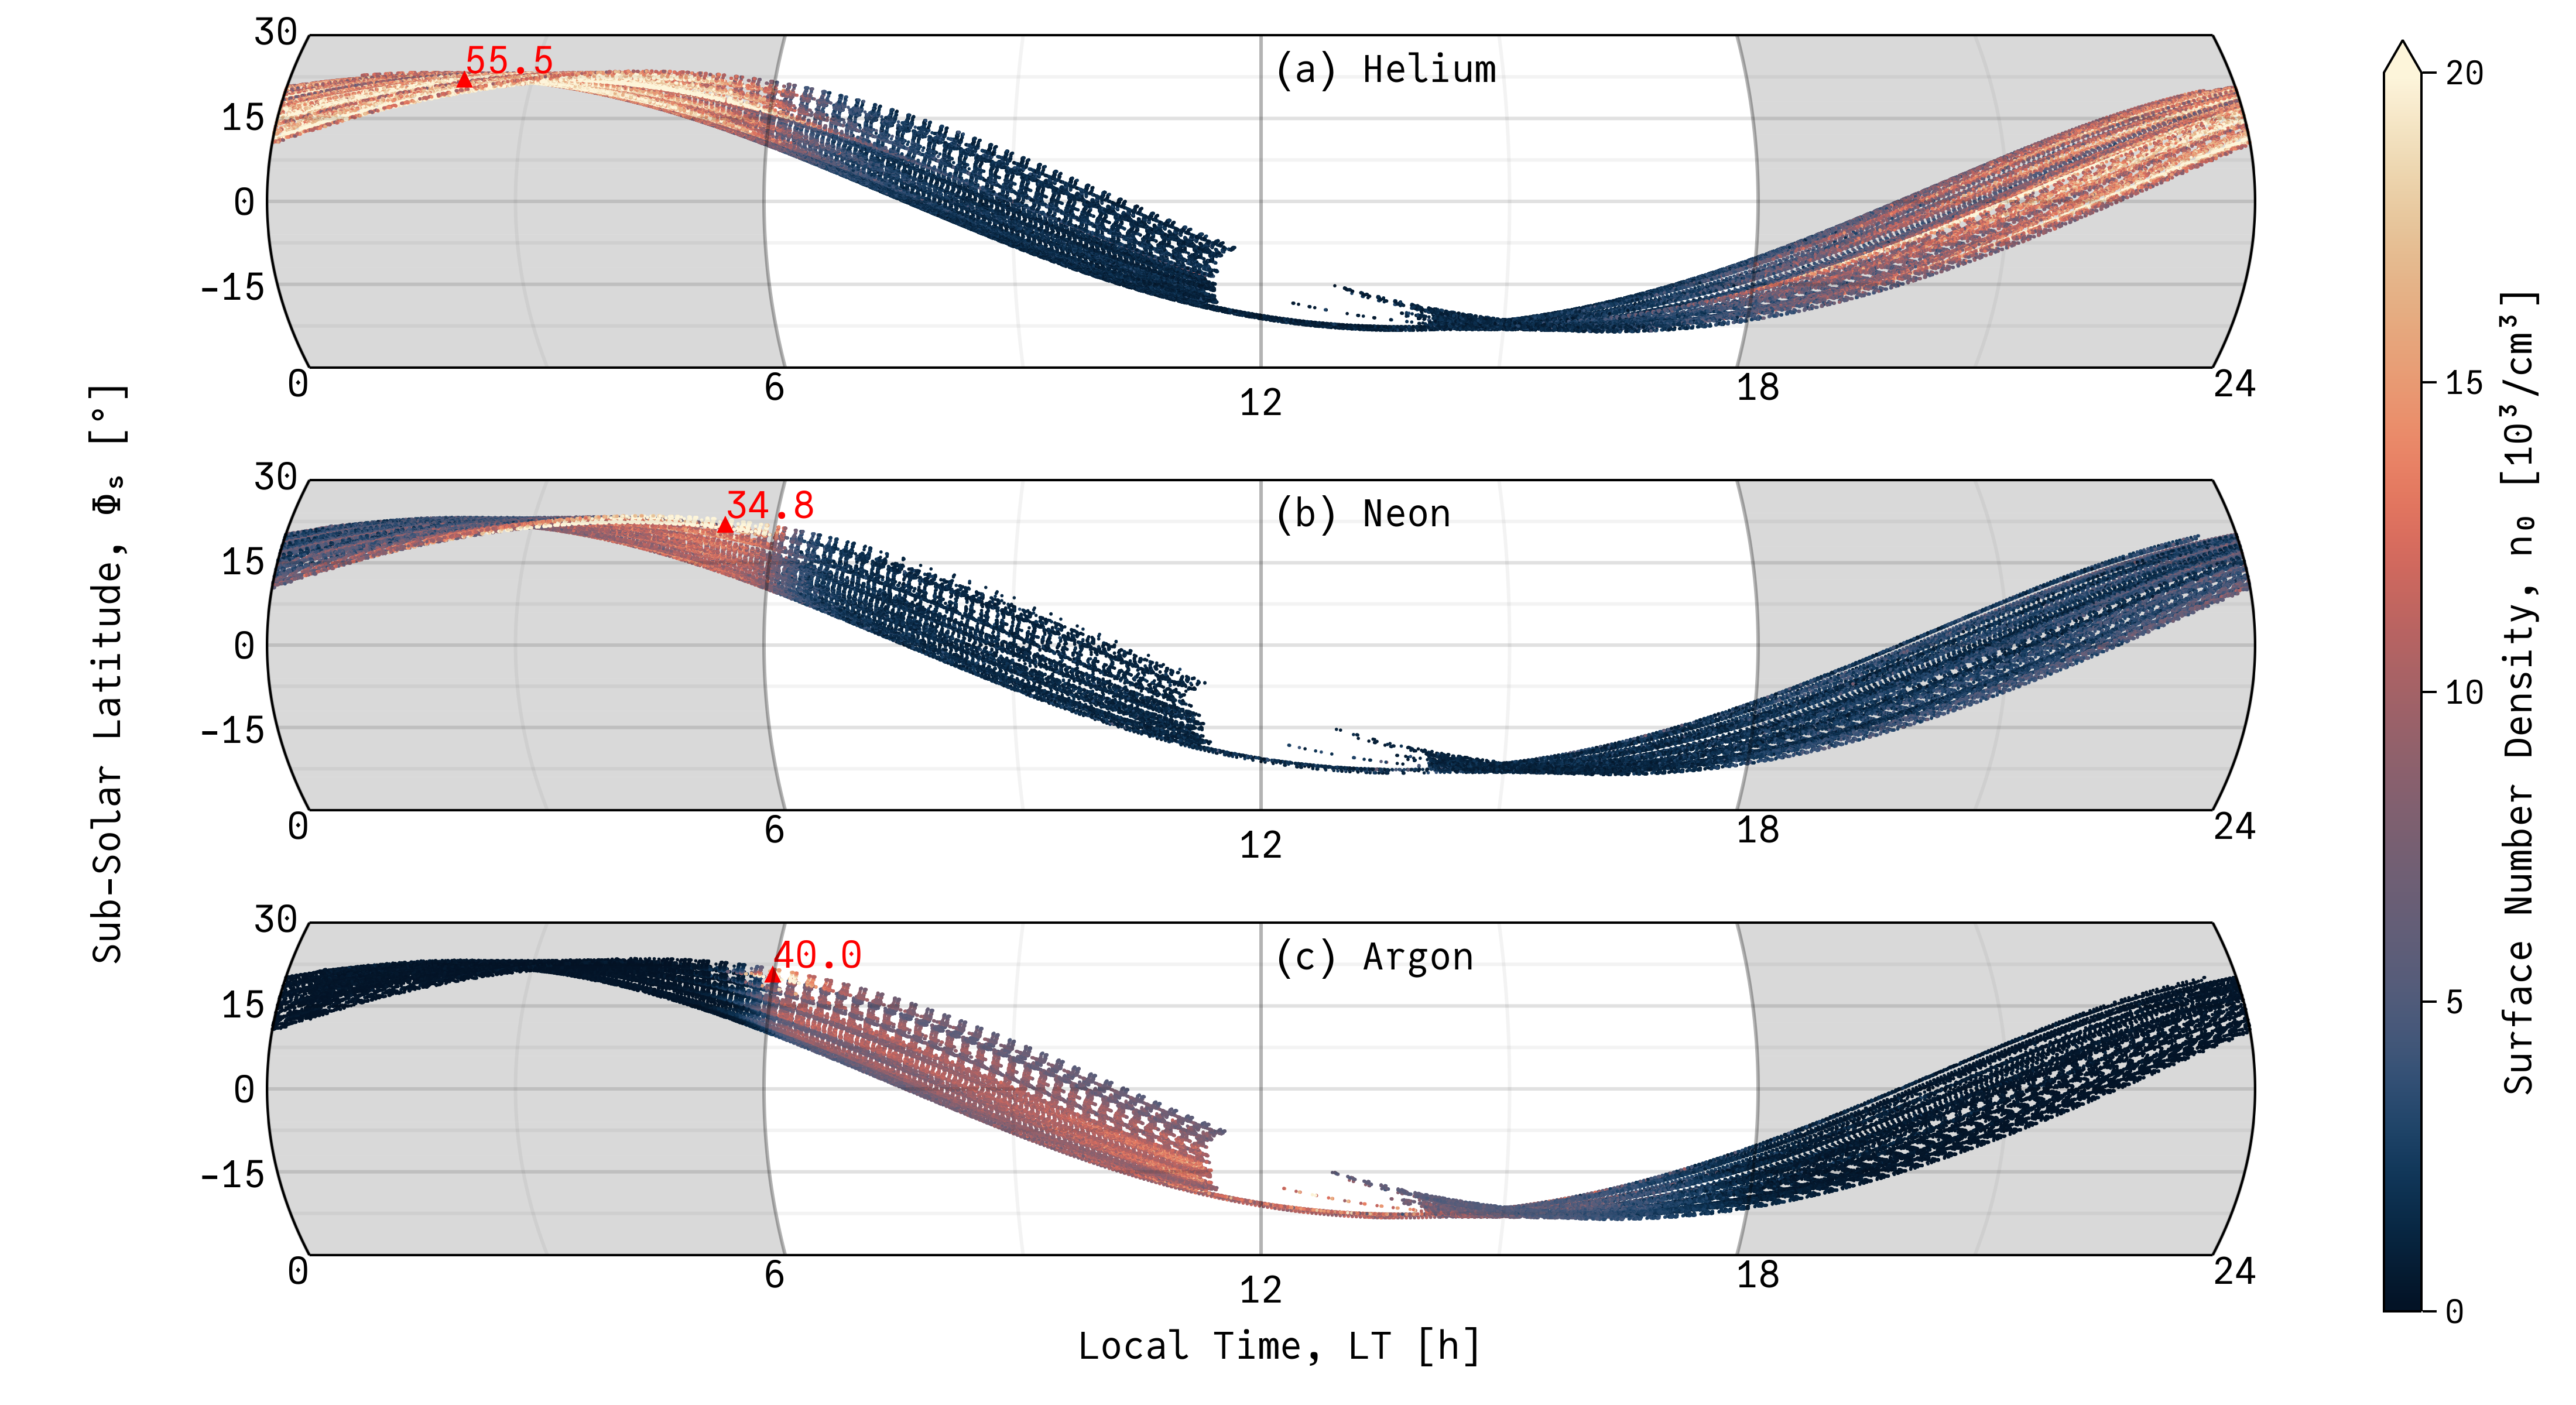 Sub-Solar Latitude, Φₛ [°]
30
15
0
-15
55.5
(a) Helium
0 6 12 18 24
30
15
0
-15
34.8
(b) Neon
0 6 12 18 24
30
15
0
-15
40.0
(c) Argon
0 6 12 18 24
Local Time, LT [h]
20
15
10
5
0
Surface Number Density, n₀ [10³/cm³]